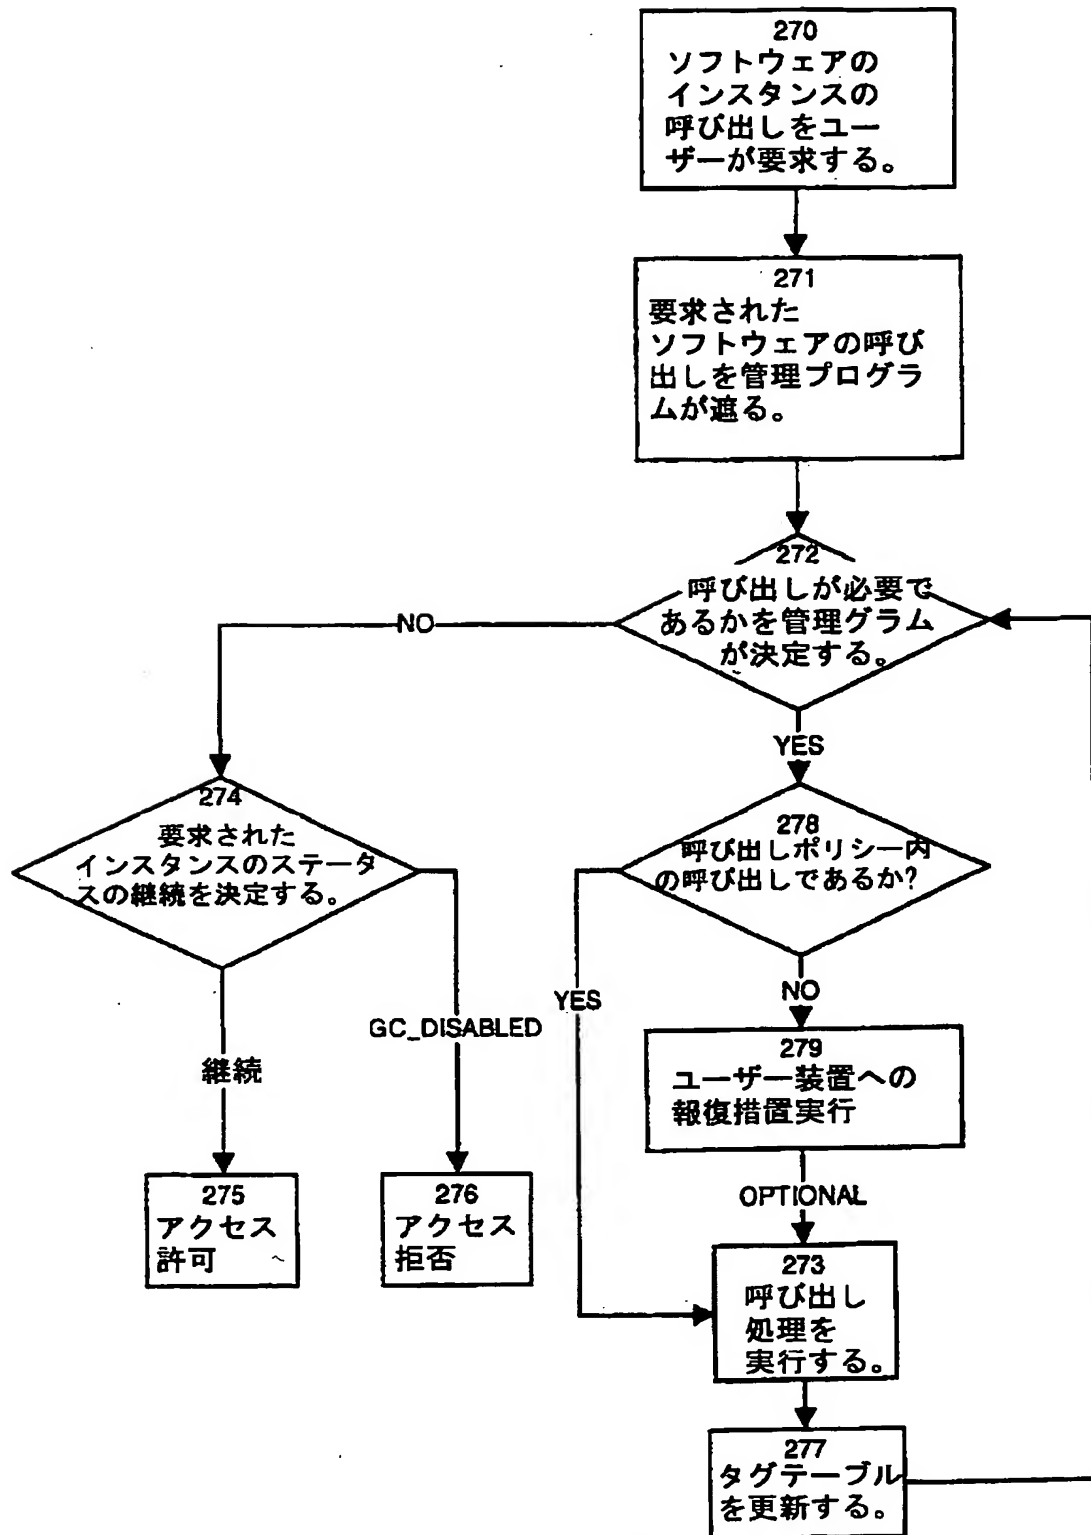 270
ソフトウェアの
インスタンスの
呼び出しをユー
ザーが要求する。
271
要求された
ソフトウェアの呼び
出しを管理プログラ
ムが遮る。
272
呼び出しが必要で
あるかを管理グラム
が決定する。
NO
YES
274
要求された
インスタンスのステータ
スの継続を決定する。
278
呼び出しポリシー内
の呼び出しであるか?
YES
NO
GC_DISABLED
継続
279
ユーザー装置への
報復措置実行
OPTIONAL
275
アクセス
許可
276
アクセス
拒否
273
呼び出し
処理を
実行する。
277
タグテーブル
を更新する。